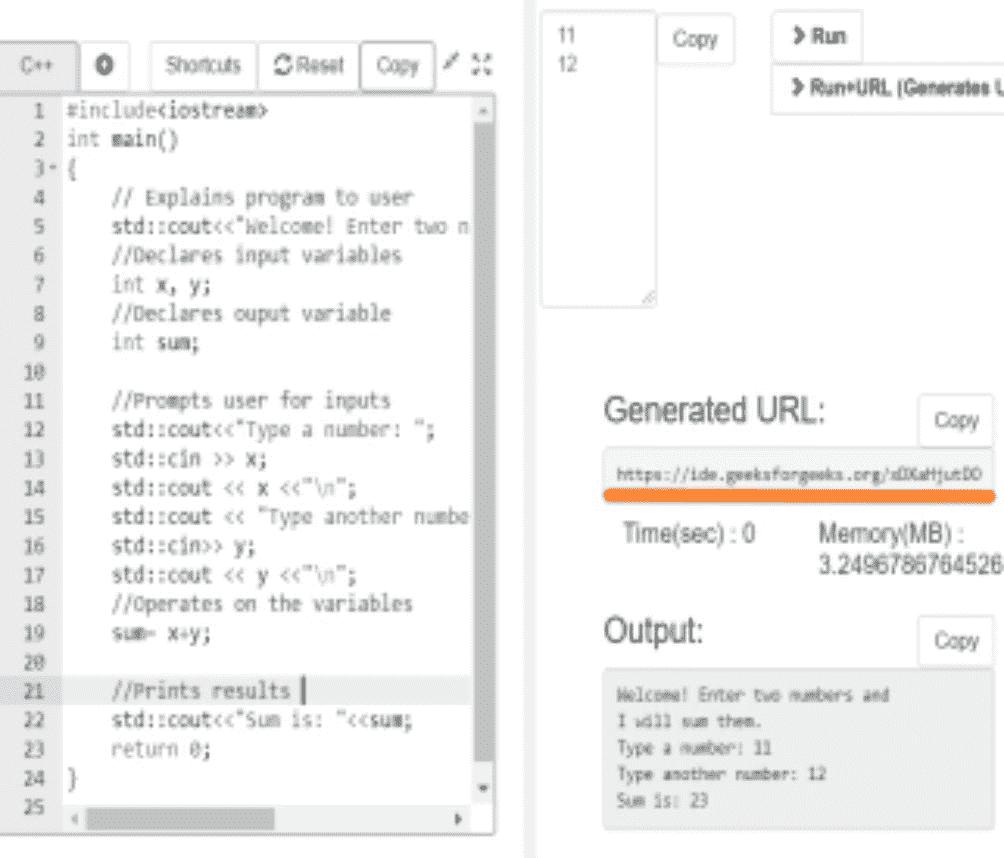 C++
Shortcuts
Reset
Copy
1 #include<iostream>
2 int main()
3 {
4 // Explains program to user
5 std::cout<<"Welcome! Enter two n
6 //Declares input variables
7 int x, y;
8 //Declares ouput variable
9 int sum;
10
11 //Prompts user for inputs
12 std::cout<<"Type a number: ";
13 std::cin >> x;
14 std::cout << x <<"\n";
15 std::cout << "Type another numbe
16 std::cin>> y;
17 std::cout << y <<"\n";
18 //Operates on the variables
19 sum= x+y;
20
21 //Prints results
22 std::cout<<"Sum is: "<<sum;
23 return 0;
24 }
25
11
12
Copy
Run
Run+URL (Generates U
Generated URL:
Copy
Time(sec) : 0
Memory(MB) :
3.2496786764526
Output:
Copy
Welcome! Enter two numbers and
I will sum them.
Type a number: 11
Type another number: 12
Sum is: 23